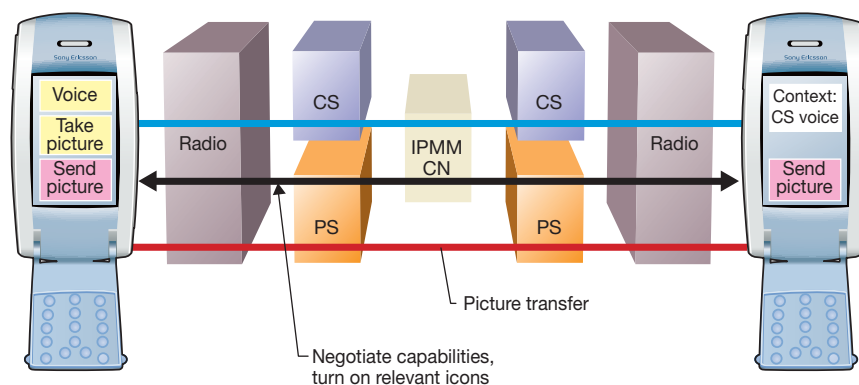 Sony Ericsson
Voice
Take
picture
Send
picture
Radio
CS
PS
IPMM
CN
CS
PS
Radio
Sony Ericsson
Context:
CS voice
Send
picture
Picture transfer
Negotiate capabilities,
turn on relevant icons